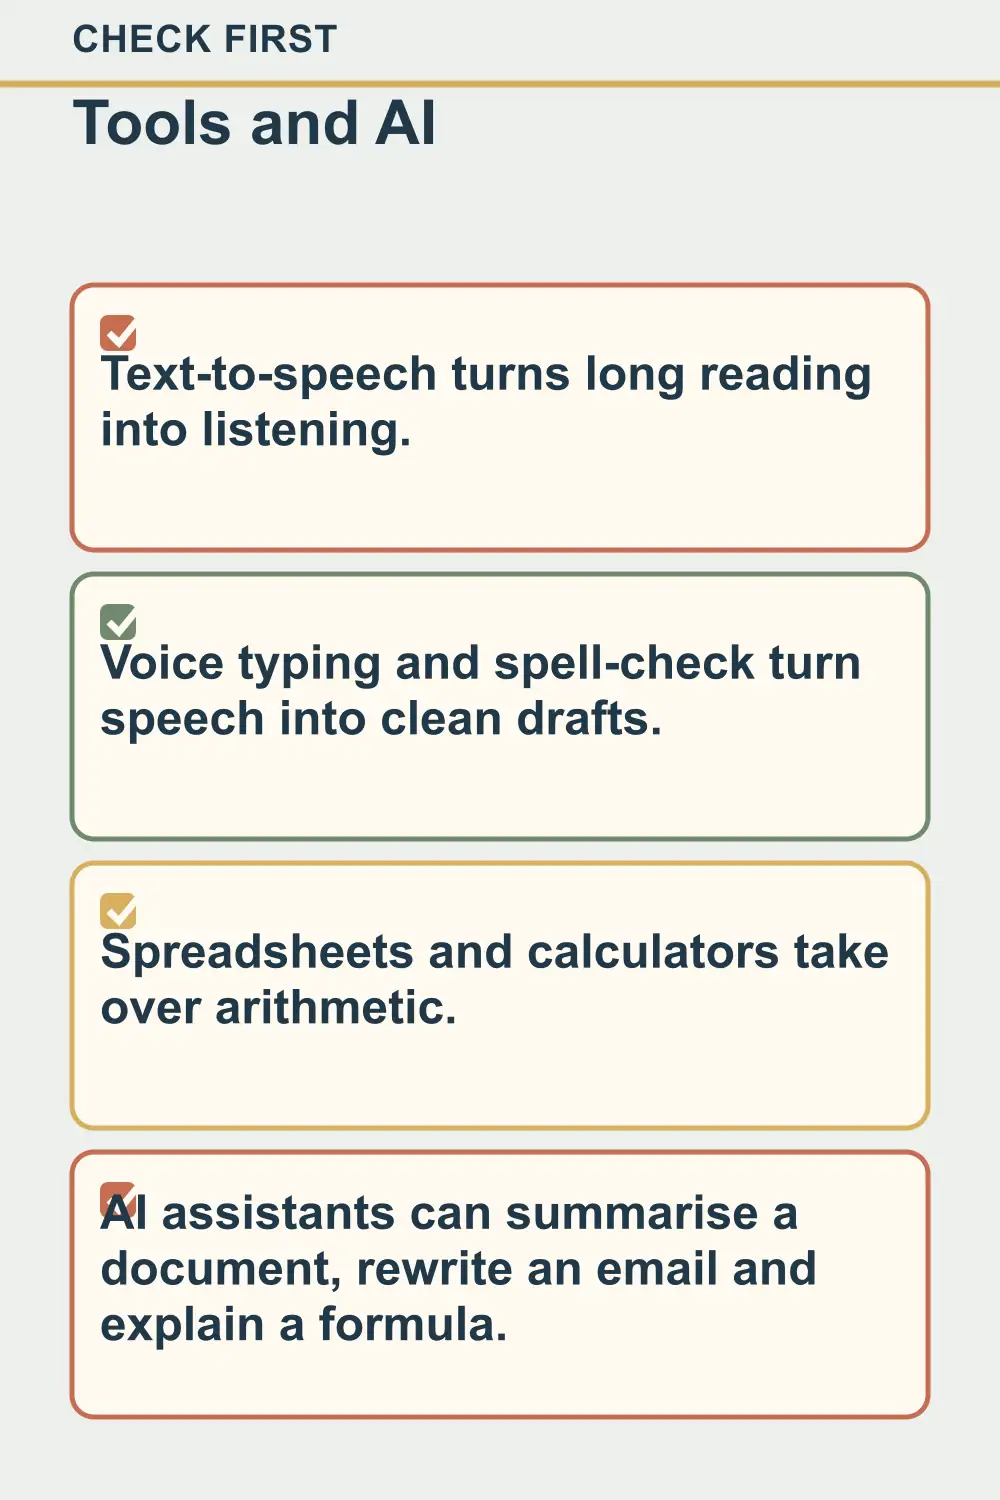 CHECK FIRST
Tools and AI
Text-to-speech turns long reading
into listening.
Voice typing and spell-check turn
speech into clean drafts.
Spreadsheets and calculators take
over arithmetic.
AI assistants can summarise a
document, rewrite an email and
explain a formula.